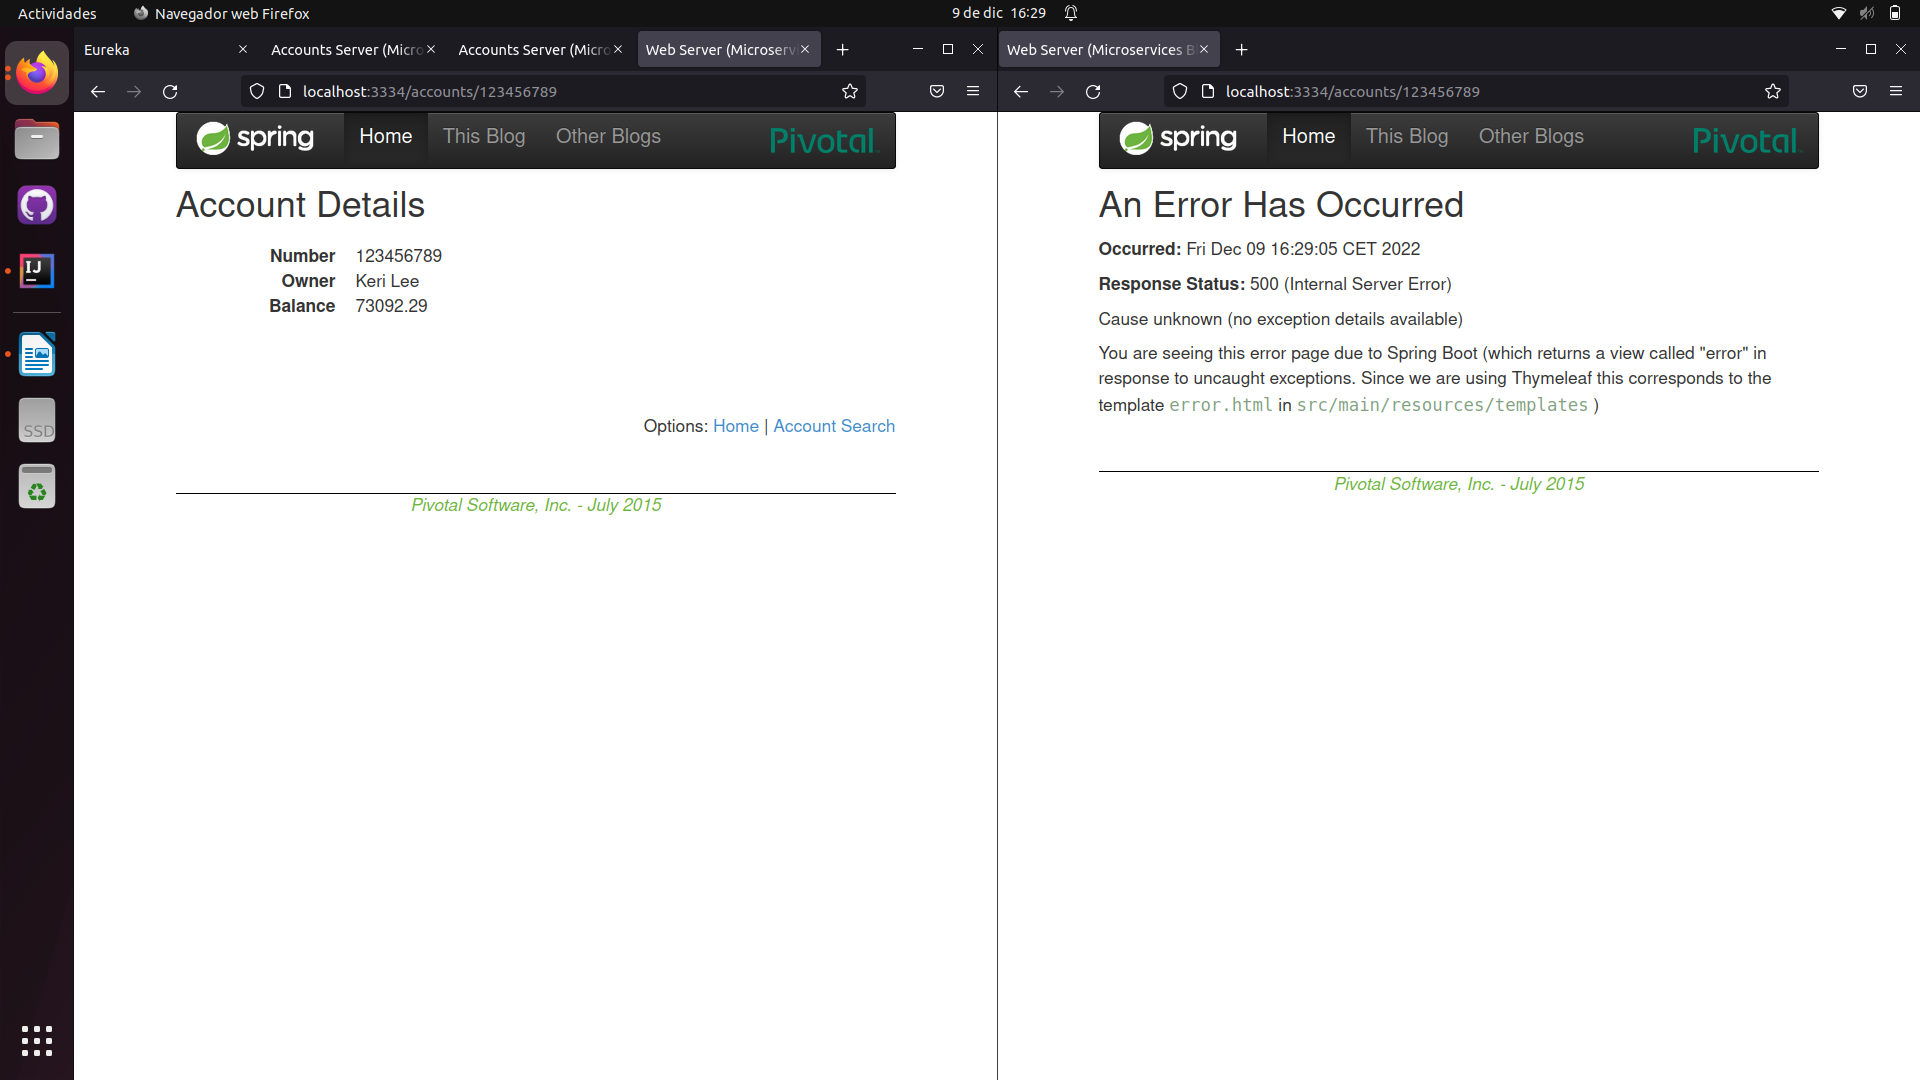 Actividades
Navegador web Firefox
9 de dic 16:29
Eureka
Accounts Server (Micro
Accounts Server (Micro
Web Server (Microserv
localhost:3334/accounts/123456789
spring
Home
This Blog
Other Blogs
Pivotal
Account Details
Number 123456789
Owner Keri Lee
Balance 73092.29
Options: Home | Account Search
Pivotal Software, Inc. - July 2015
Web Server (Microservices B
localhost:3334/accounts/123456789
spring
Home
This Blog
Other Blogs
Pivotal
An Error Has Occurred
Occurred: Fri Dec 09 16:29:05 CET 2022
Response Status: 500 (Internal Server Error)
Cause unknown (no exception details available)
You are seeing this error page due to Spring Boot (which returns a view called "error" in
response to uncaught exceptions. Since we are using Thymeleaf this corresponds to the
template error.html in src/main/resources/templates )
Pivotal Software, Inc. - July 2015
IJ
SSD